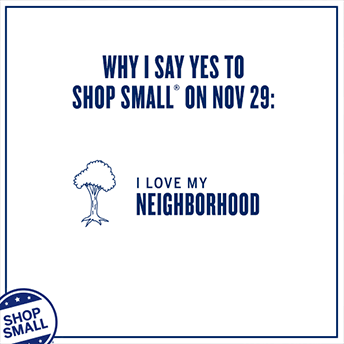 WHY I SAY YES TO
SHOP SMALL® ON NOV 29:
I LOVE MY
NEIGHBORHOOD
SHOP
SMALL